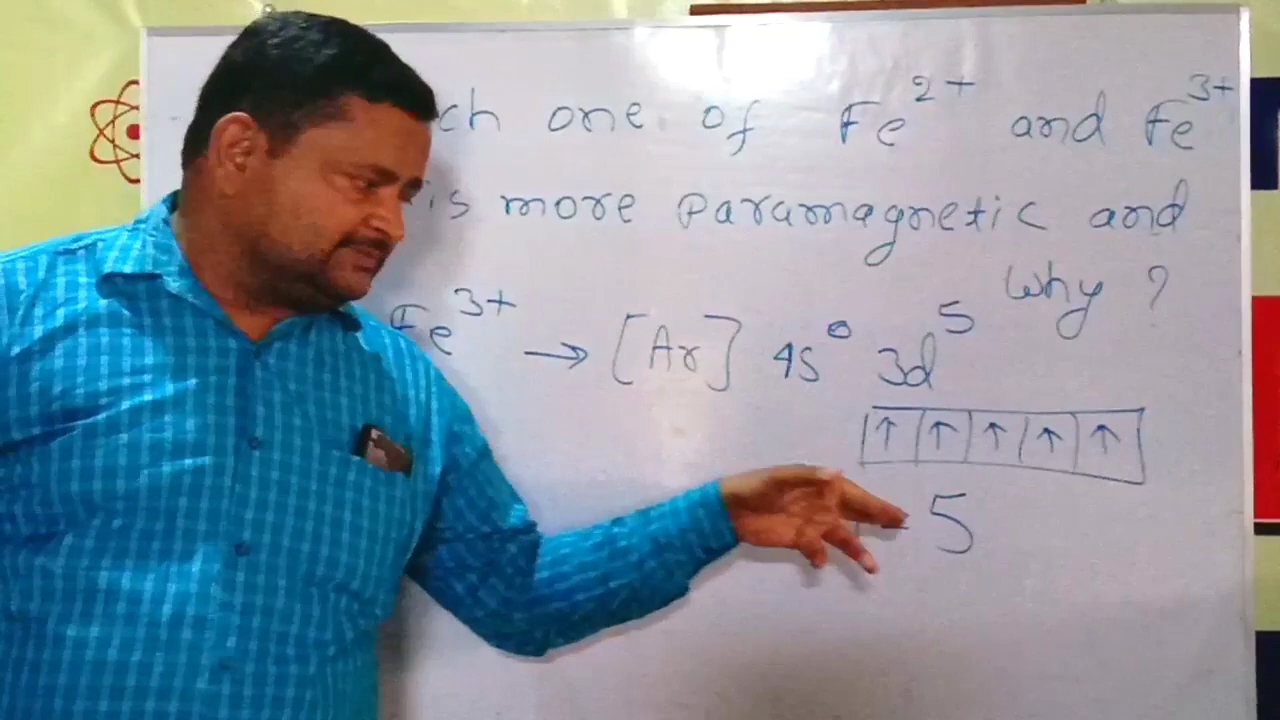 ch one of Fe²⁺ and Fe³⁺
is more Paramagnetic and
Why ?
Fe³⁺ → [Ar] 4s⁰ 3d⁵
↑ ↑ ↑ ↑ ↑
5